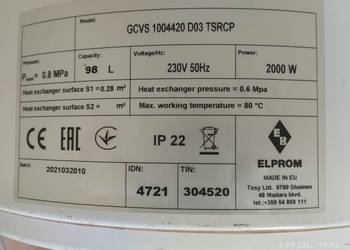 Model:
GCVS 1004420 D03 TSRCP
Pressure: Capacity: Voltage/Hz: Power:
Pnom= 0.8 MPa 98 L 230V 50Hz 2000 W
Heat exchanger surface S1=0.28 m² Heat exchanger pressure = 0.6 Mpa
Heat exchanger surface S2= m² Max. working temperature = 80 °C
CE EAC IP 22 EB
ELPROM
Batch: IDN: TIN: MADE IN EU
2021032010 4721 304520 Tesy Ltd. 9700 Shumen
48 Madara blvd.
tel.:+359 54 859 111